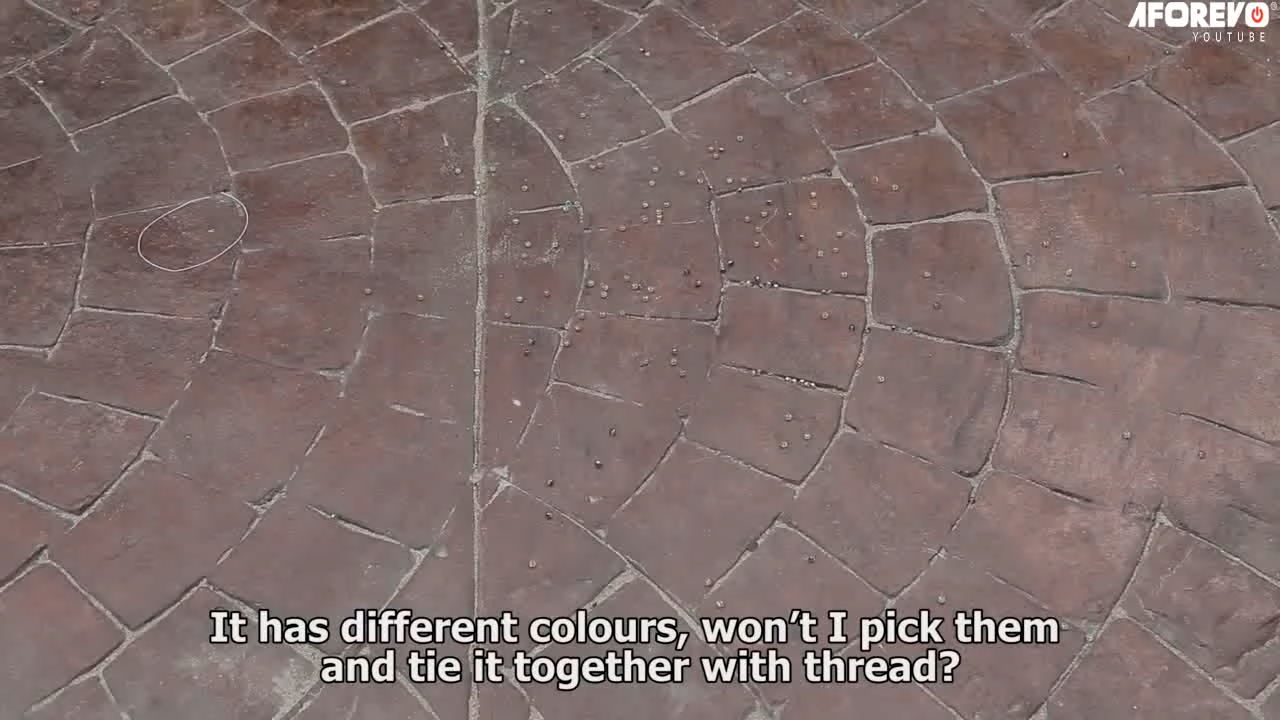 AFOREVO
YOUTUBE
It has different colours, won't I pick them
and tie it together with thread?